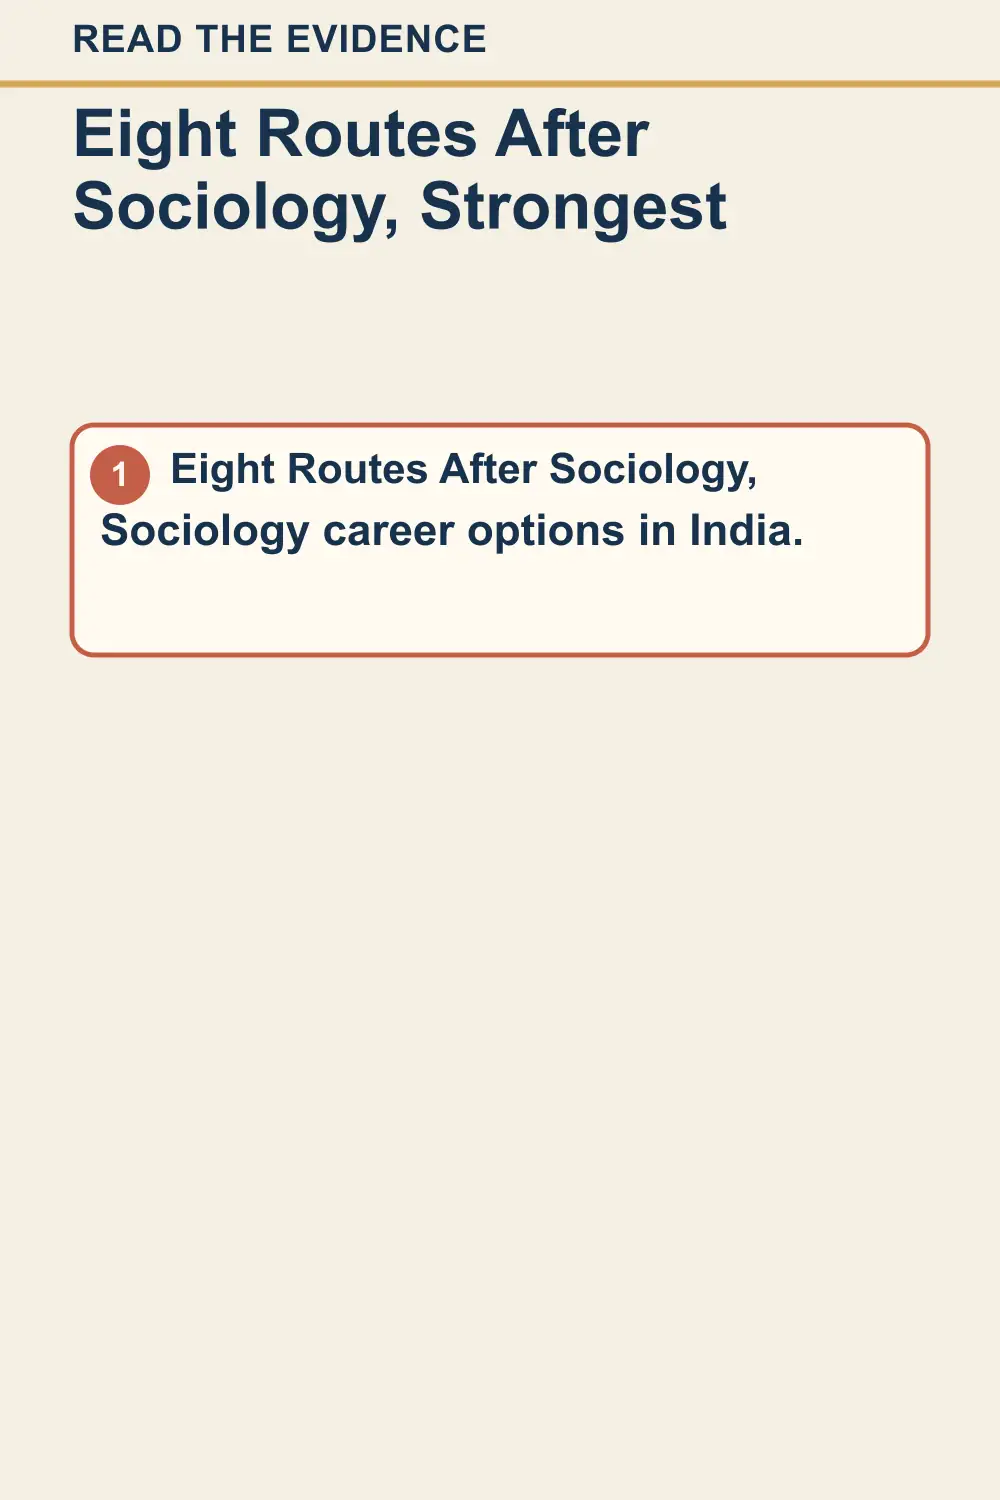 READ THE EVIDENCE
Eight Routes After
Sociology, Strongest
1 Eight Routes After Sociology,
Sociology career options in India.